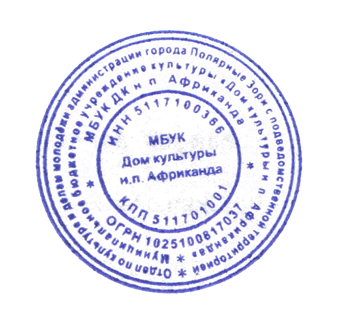 Отдел по культуре и делам молодёжи администрации города Полярные Зори с подведомственной территорией
Муниципальное бюджетное учреждение культуры «Дом культуры н п Африканда»
МБУК ДК н п Африканда
ИНН 5117100366
МБУК
Дом культуры
н.п. Африканда
КПП 511701001
ОГРН 1025100817037